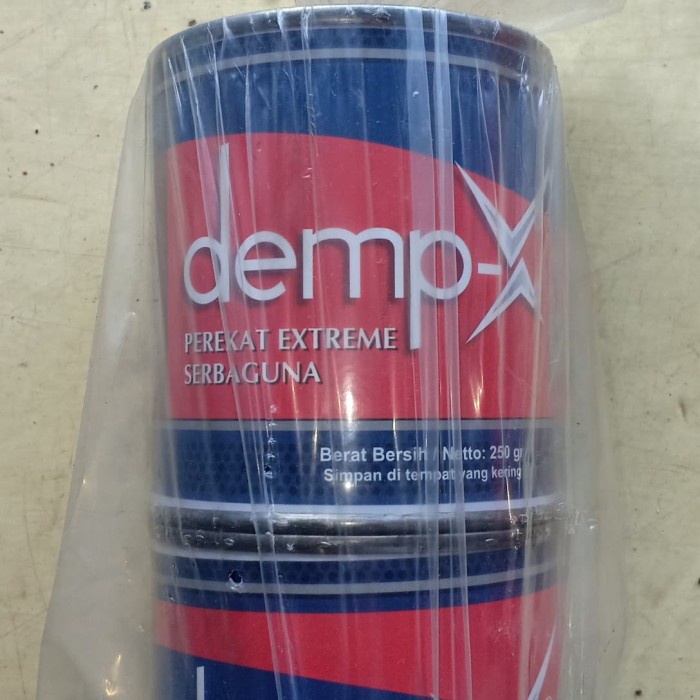 demp-X
PEREKAT EXTREME
SERBAGUNA
Berat Bersih / Netto: 250 gr
Simpan di tempat yang kering